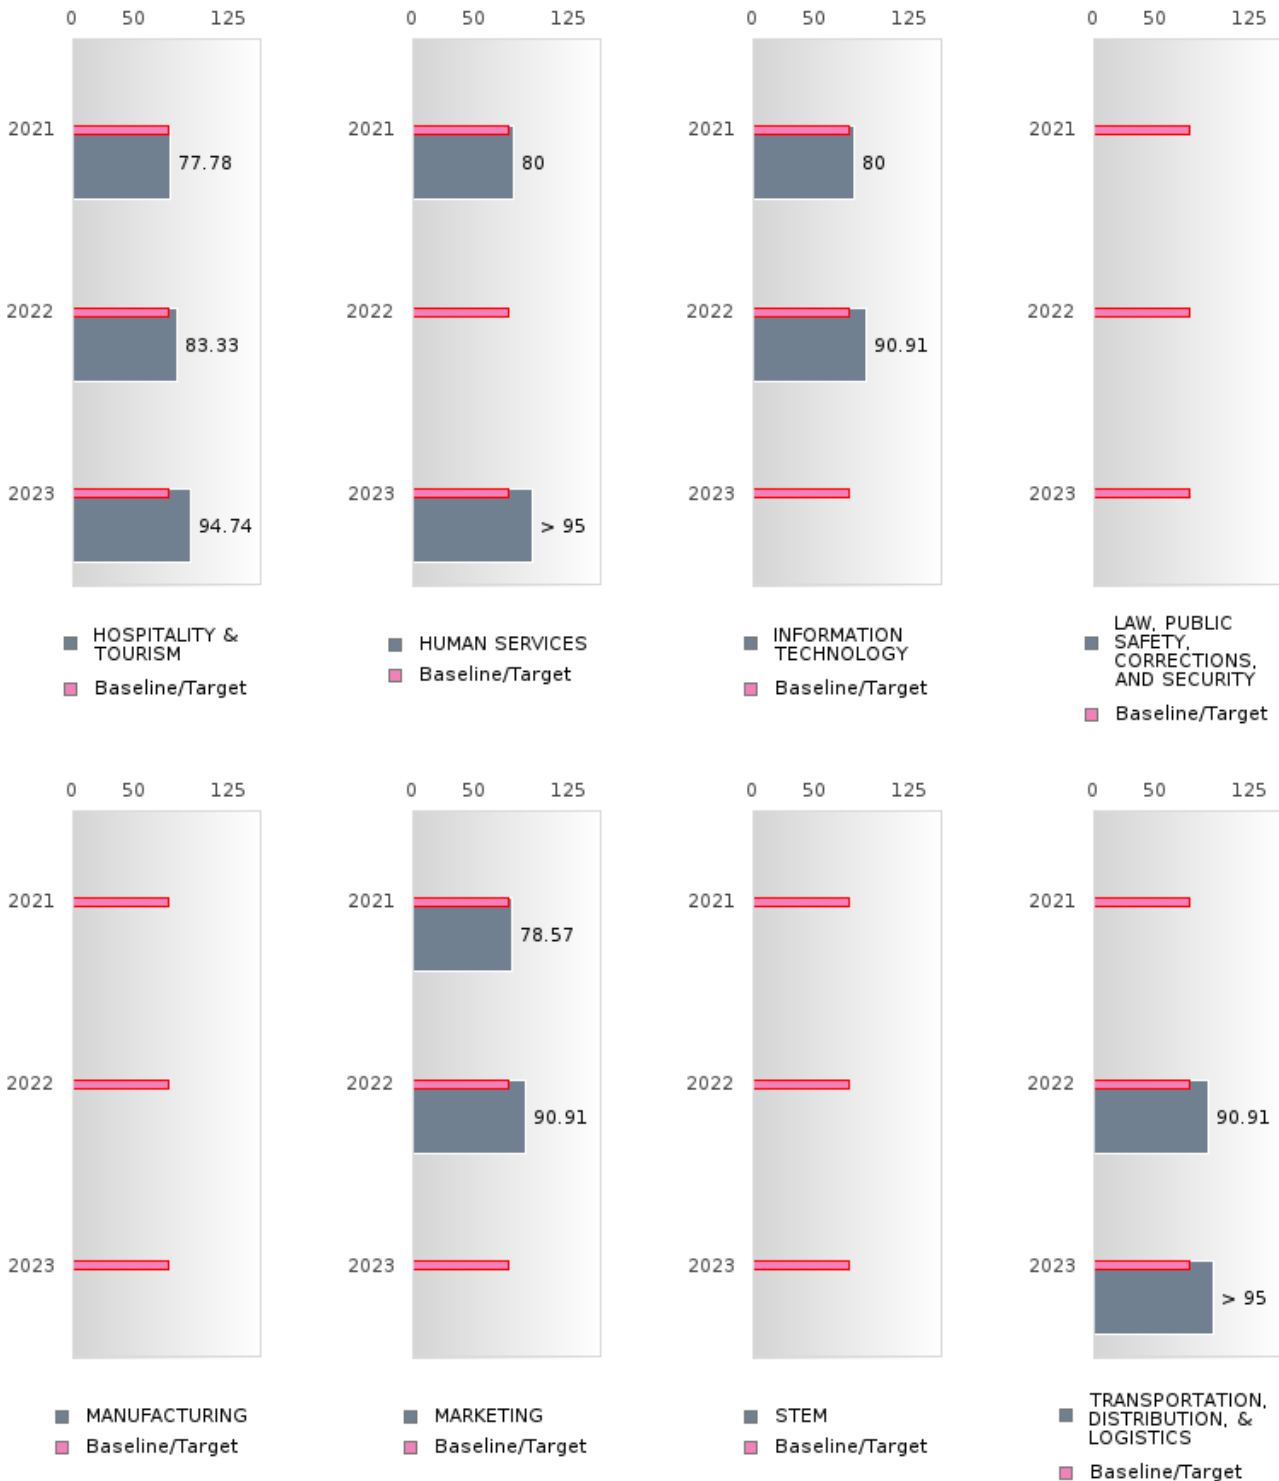 0 50 125 0 50 125 0 50 125 0 50 125
2021 77.78 2021 80 2021 80 2021
2022 83.33 2022 2022 90.91 2022
2023 94.74 2023 > 95 2023 2023
HOSPITALITY &
TOURISM
Baseline/Target
HUMAN SERVICES
Baseline/Target
INFORMATION
TECHNOLOGY
Baseline/Target
LAW, PUBLIC
SAFETY,
CORRECTIONS,
AND SECURITY
Baseline/Target
0 50 125 0 50 125 0 50 125 0 50 125
2021 2021 78.57 2021 2021
2022 2022 90.91 2022 2022 90.91
2023 2023 2023 2023 > 95
MANUFACTURING
Baseline/Target
MARKETING
Baseline/Target
STEM
Baseline/Target
TRANSPORTATION,
DISTRIBUTION, &
LOGISTICS
Baseline/Target